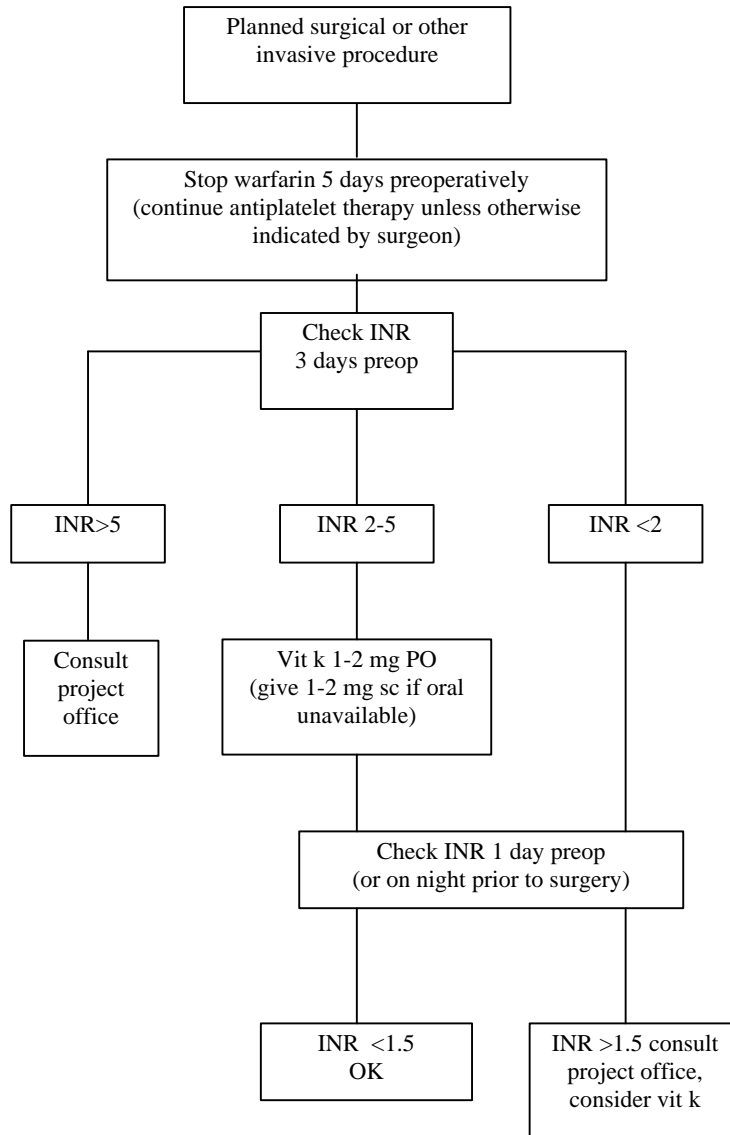 Planned surgical or other
invasive procedure
Stop warfarin 5 days preoperatively
(continue antiplatelet therapy unless otherwise
indicated by surgeon)
Check INR
3 days preop
INR>5
INR 2-5
INR <2
Consult
project
office
Vit k 1-2 mg PO
(give 1-2 mg sc if oral
unavailable)
Check INR 1 day preop
(or on night prior to surgery)
INR <1.5
OK
INR >1.5 consult
project office,
consider vit k